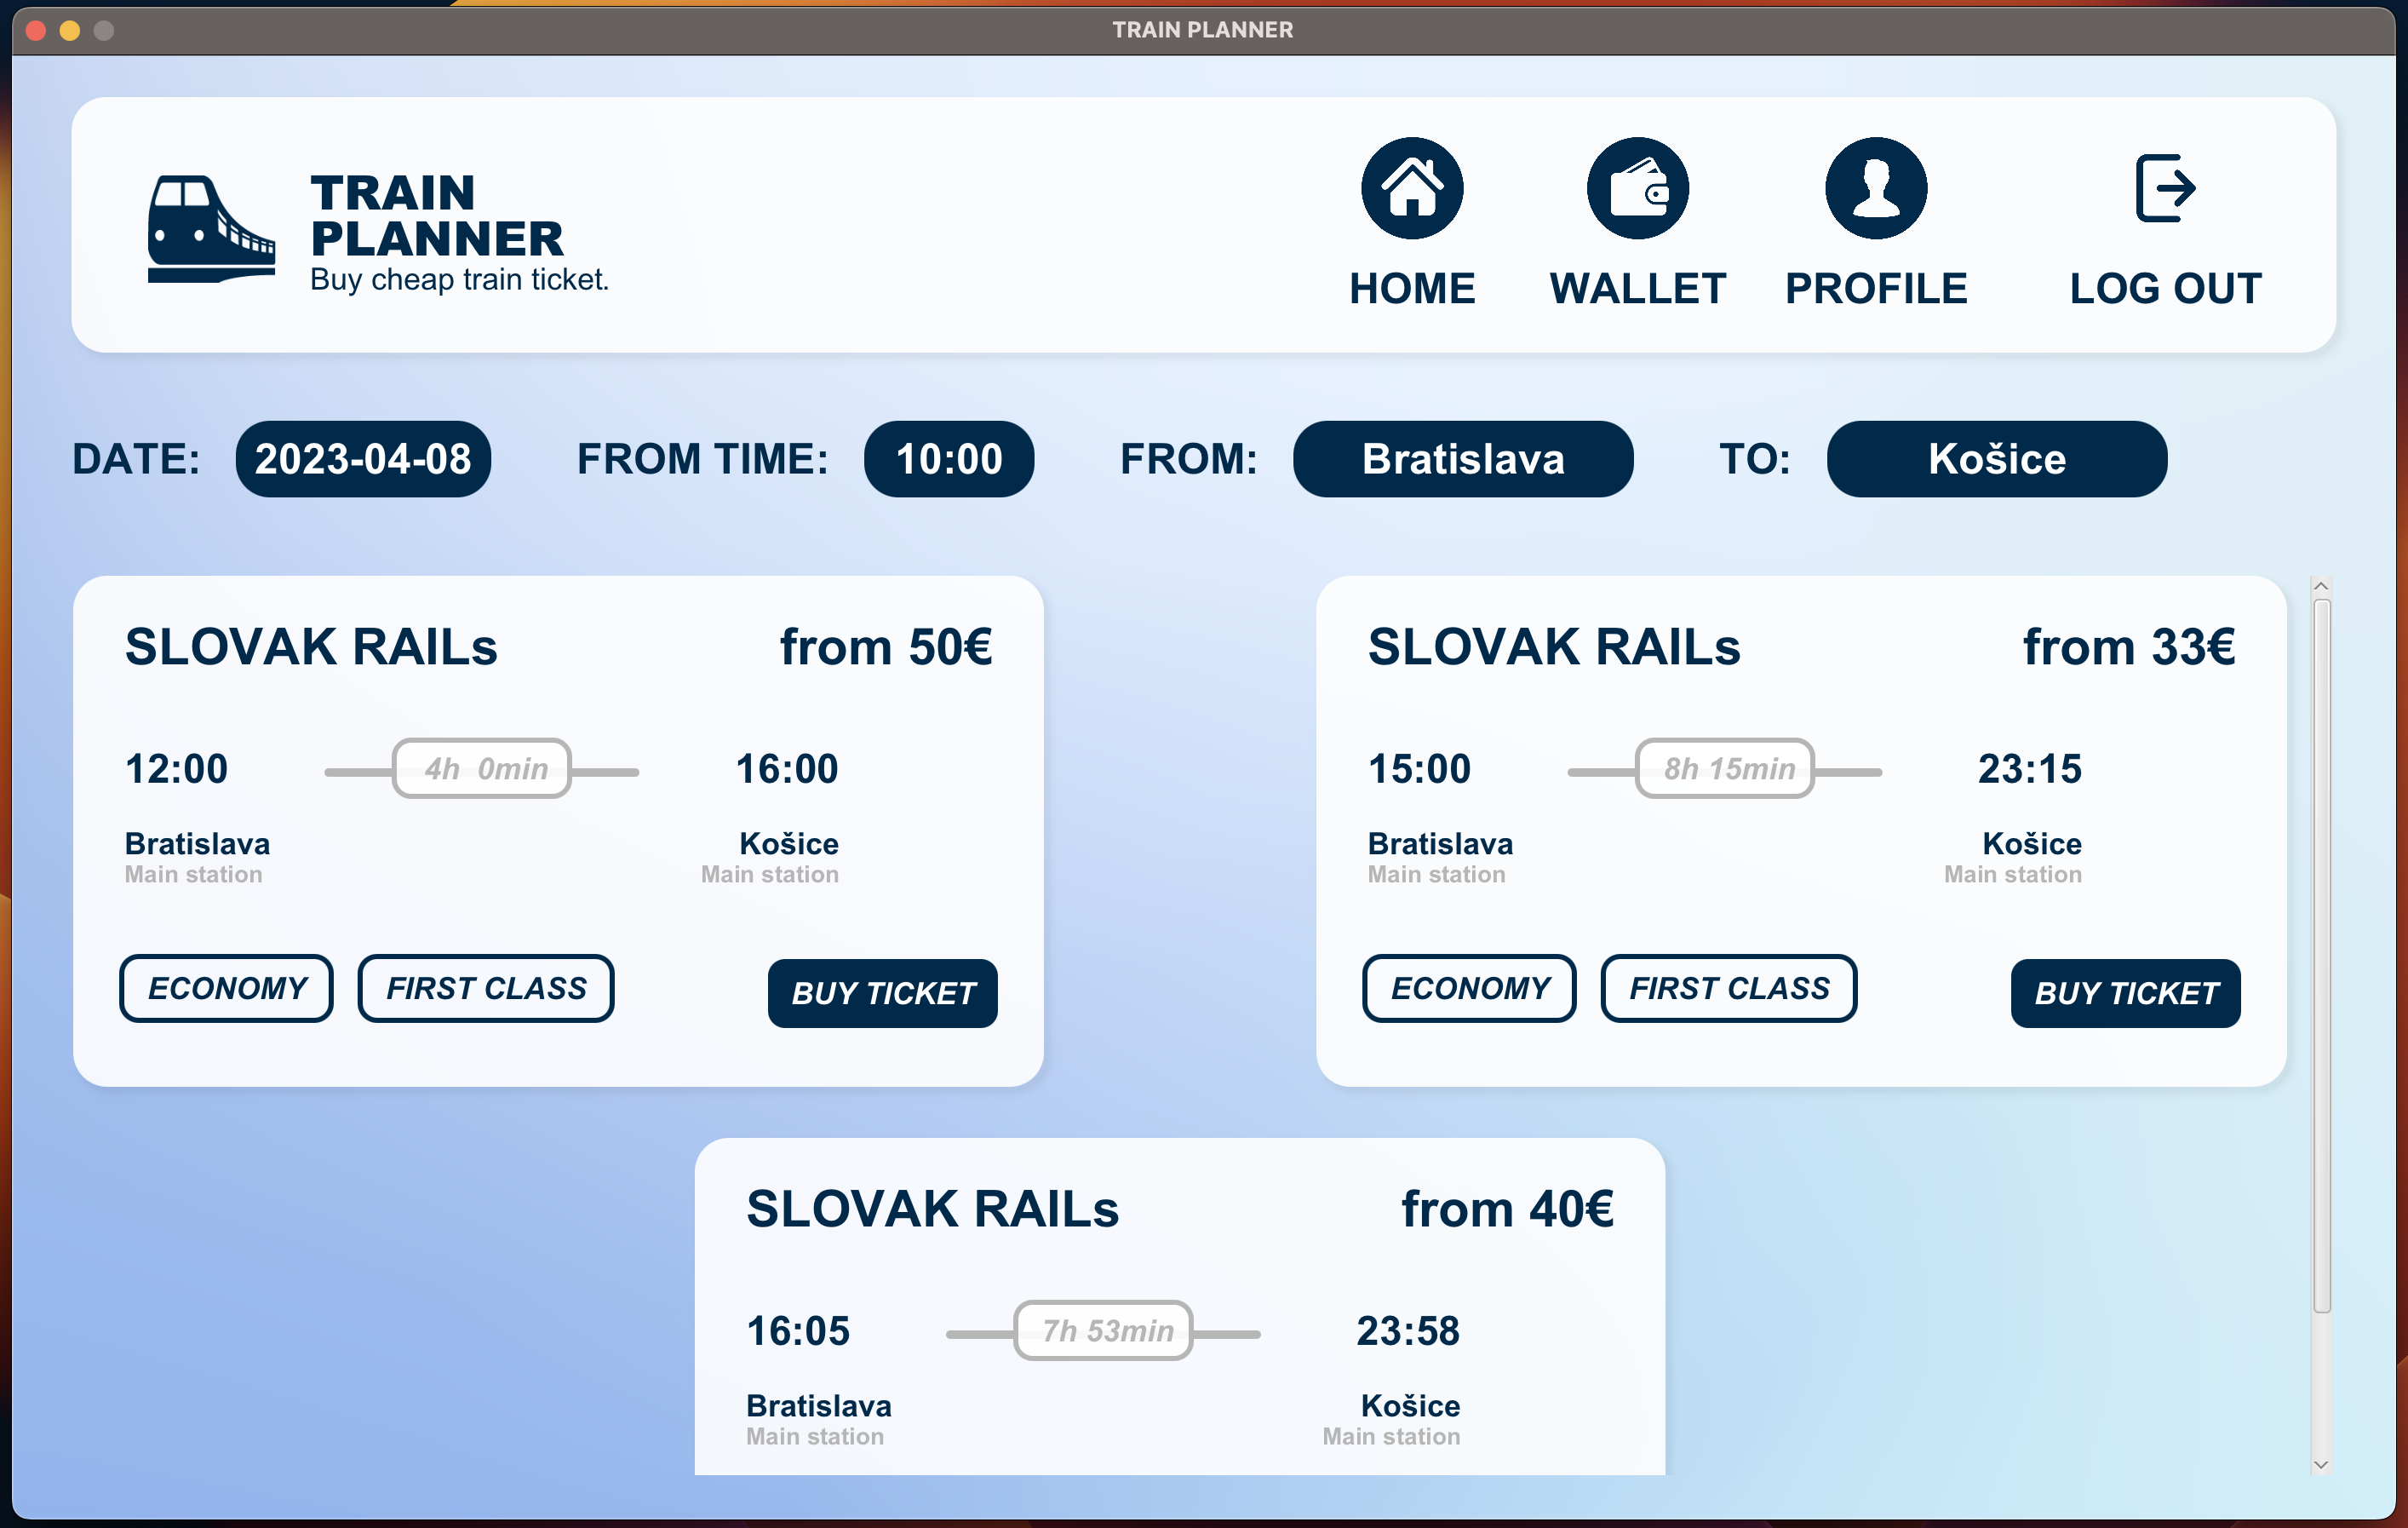 TRAIN PLANNER
TRAIN
PLANNER
Buy cheap train ticket.
HOME WALLET PROFILE LOG OUT
DATE: 2023-04-08 FROM TIME: 10:00 FROM: Bratislava TO: Košice
SLOVAK RAILs from 50€
12:00 4h 0min 16:00
Bratislava Košice
Main station Main station
ECONOMY FIRST CLASS BUY TICKET
SLOVAK RAILs from 33€
15:00 8h 15min 23:15
Bratislava Košice
Main station Main station
ECONOMY FIRST CLASS BUY TICKET
SLOVAK RAILs from 40€
16:05 7h 53min 23:58
Bratislava Košice
Main station Main station